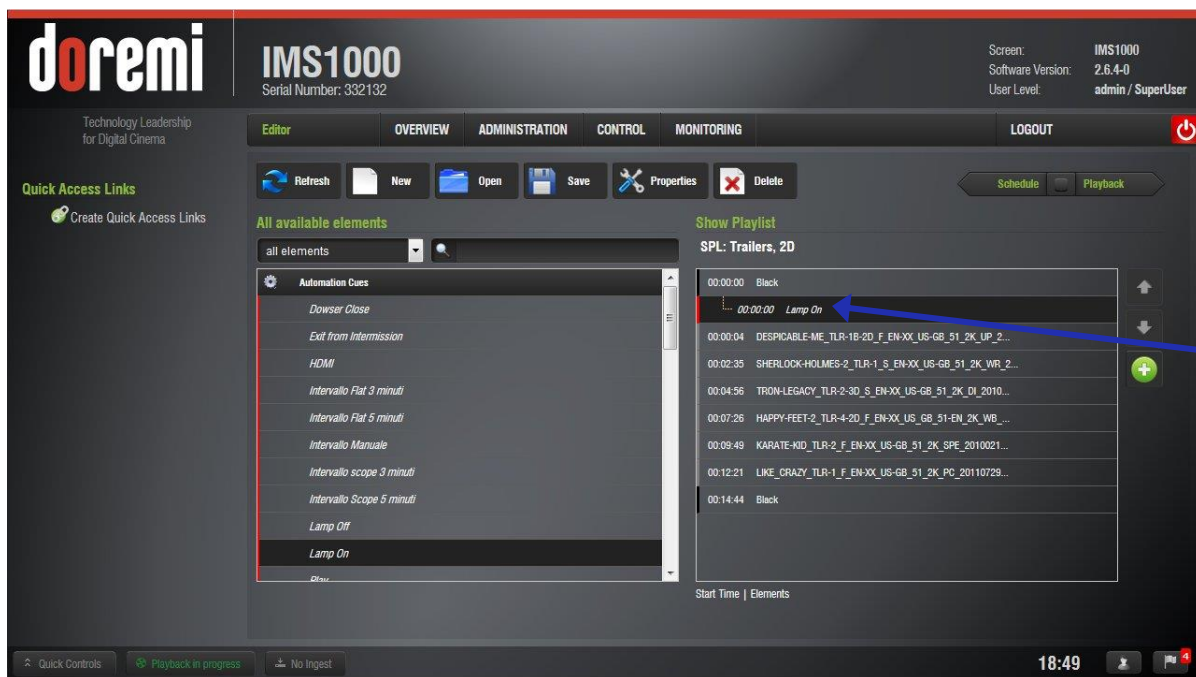 doremi
Technology Leadership
for Digital Cinema
IMS1000
Serial Number: 332132
Screen: IMS1000
Software Version: 2.6.4-0
User Level: admin / SuperUser
Editor OVERVIEW ADMINISTRATION CONTROL MONITORING LOGOUT
Quick Access Links
Create Quick Access Links
Refresh New Open Save Properties Delete
Schedule Playback
All available elements
all elements
Automation Cues
Dowser Close
Exit from Intermission
HDMI
Intervallo Flat 3 minuti
Intervallo Flat 5 minuti
Intervallo Manuale
Intervallo scope 3 minuti
Intervallo Scope 5 minuti
Lamp Off
Lamp On
Play
Show Playlist
SPL: Trailers, 2D
00:00:00 Black
00:00:00 Lamp On
00:00:04 DESPICABLE-ME_TLR-1B-2D_F_EN-XX_US-GB_51_2K_UP_2...
00:02:35 SHERLOCK-HOLMES-2_TLR-1_S_EN-XX_US-GB_51_2K_WR_2...
00:04:56 TRON-LEGACY_TLR-2-3D_S_EN-XX_US-GB_51_2K_DI_2010...
00:07:26 HAPPY-FEET-2_TLR-4-2D_F_EN-XX_US_GB_51-EN_2K_WB_...
00:09:49 KARATE-KID_TLR-2_F_EN-XX_US-GB_51_2K_SPE_2010021...
00:12:21 LIKE_CRAZY_TLR-1_F_EN-XX_US-GB_51_2K_PC_20110729...
00:14:44 Black
Start Time | Elements
Quick Controls Playback in progress No Ingest 18:49 4